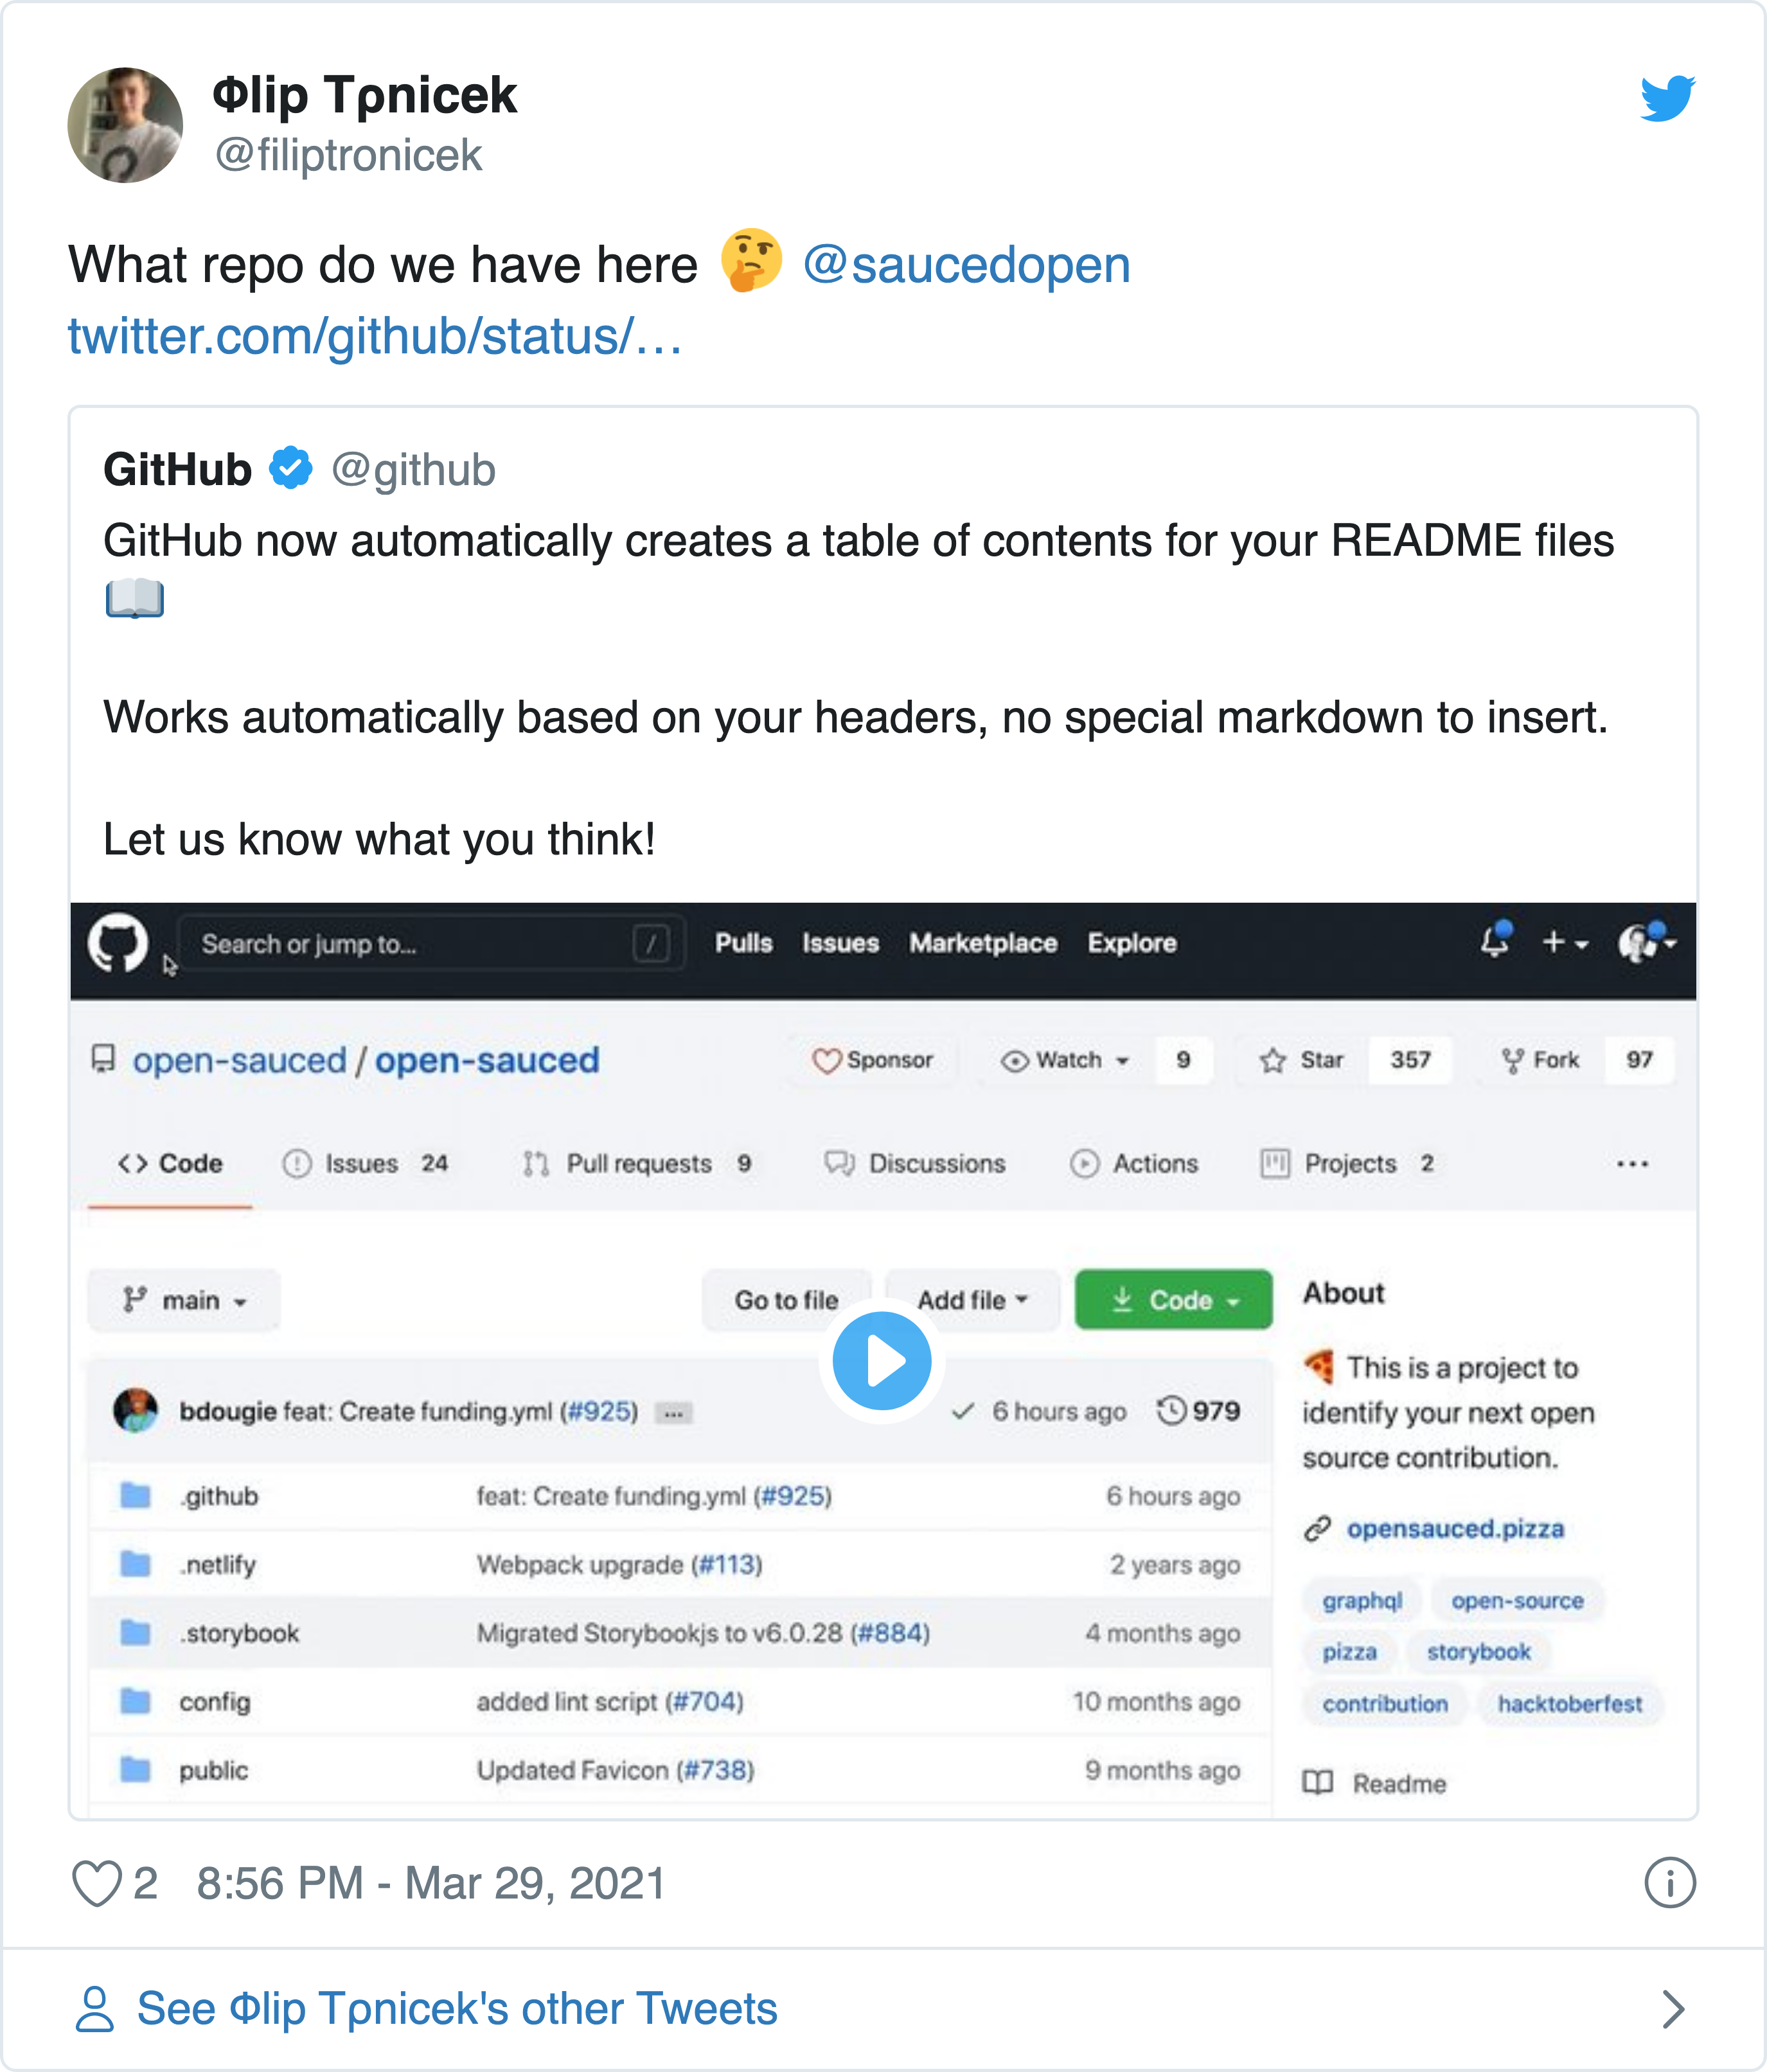 Φlip Tρnicek
@filiptronicek
What repo do we have here 🤔 @saucedopen
twitter.com/github/status/…
GitHub @github
GitHub now automatically creates a table of contents for your README files
📖
Works automatically based on your headers, no special markdown to insert.
Let us know what you think!
Search or jump to... / Pulls Issues Marketplace Explore
open-sauced / open-sauced Sponsor Watch 9 Star 357 Fork 97
Code Issues 24 Pull requests 9 Discussions Actions Projects 2 ...
main Go to file Add file Code
About
🍕 This is a project to
identify your next open
source contribution.
opensauced.pizza
graphql open-source
pizza storybook
contribution hacktoberfest
Readme
bdougie feat: Create funding.yml (#925) ... 6 hours ago 979
.github feat: Create funding.yml (#925) 6 hours ago
.netlify Webpack upgrade (#113) 2 years ago
.storybook Migrated Storybookjs to v6.0.28 (#884) 4 months ago
config added lint script (#704) 10 months ago
public Updated Favicon (#738) 9 months ago
2 8:56 PM - Mar 29, 2021
See Φlip Tρnicek's other Tweets